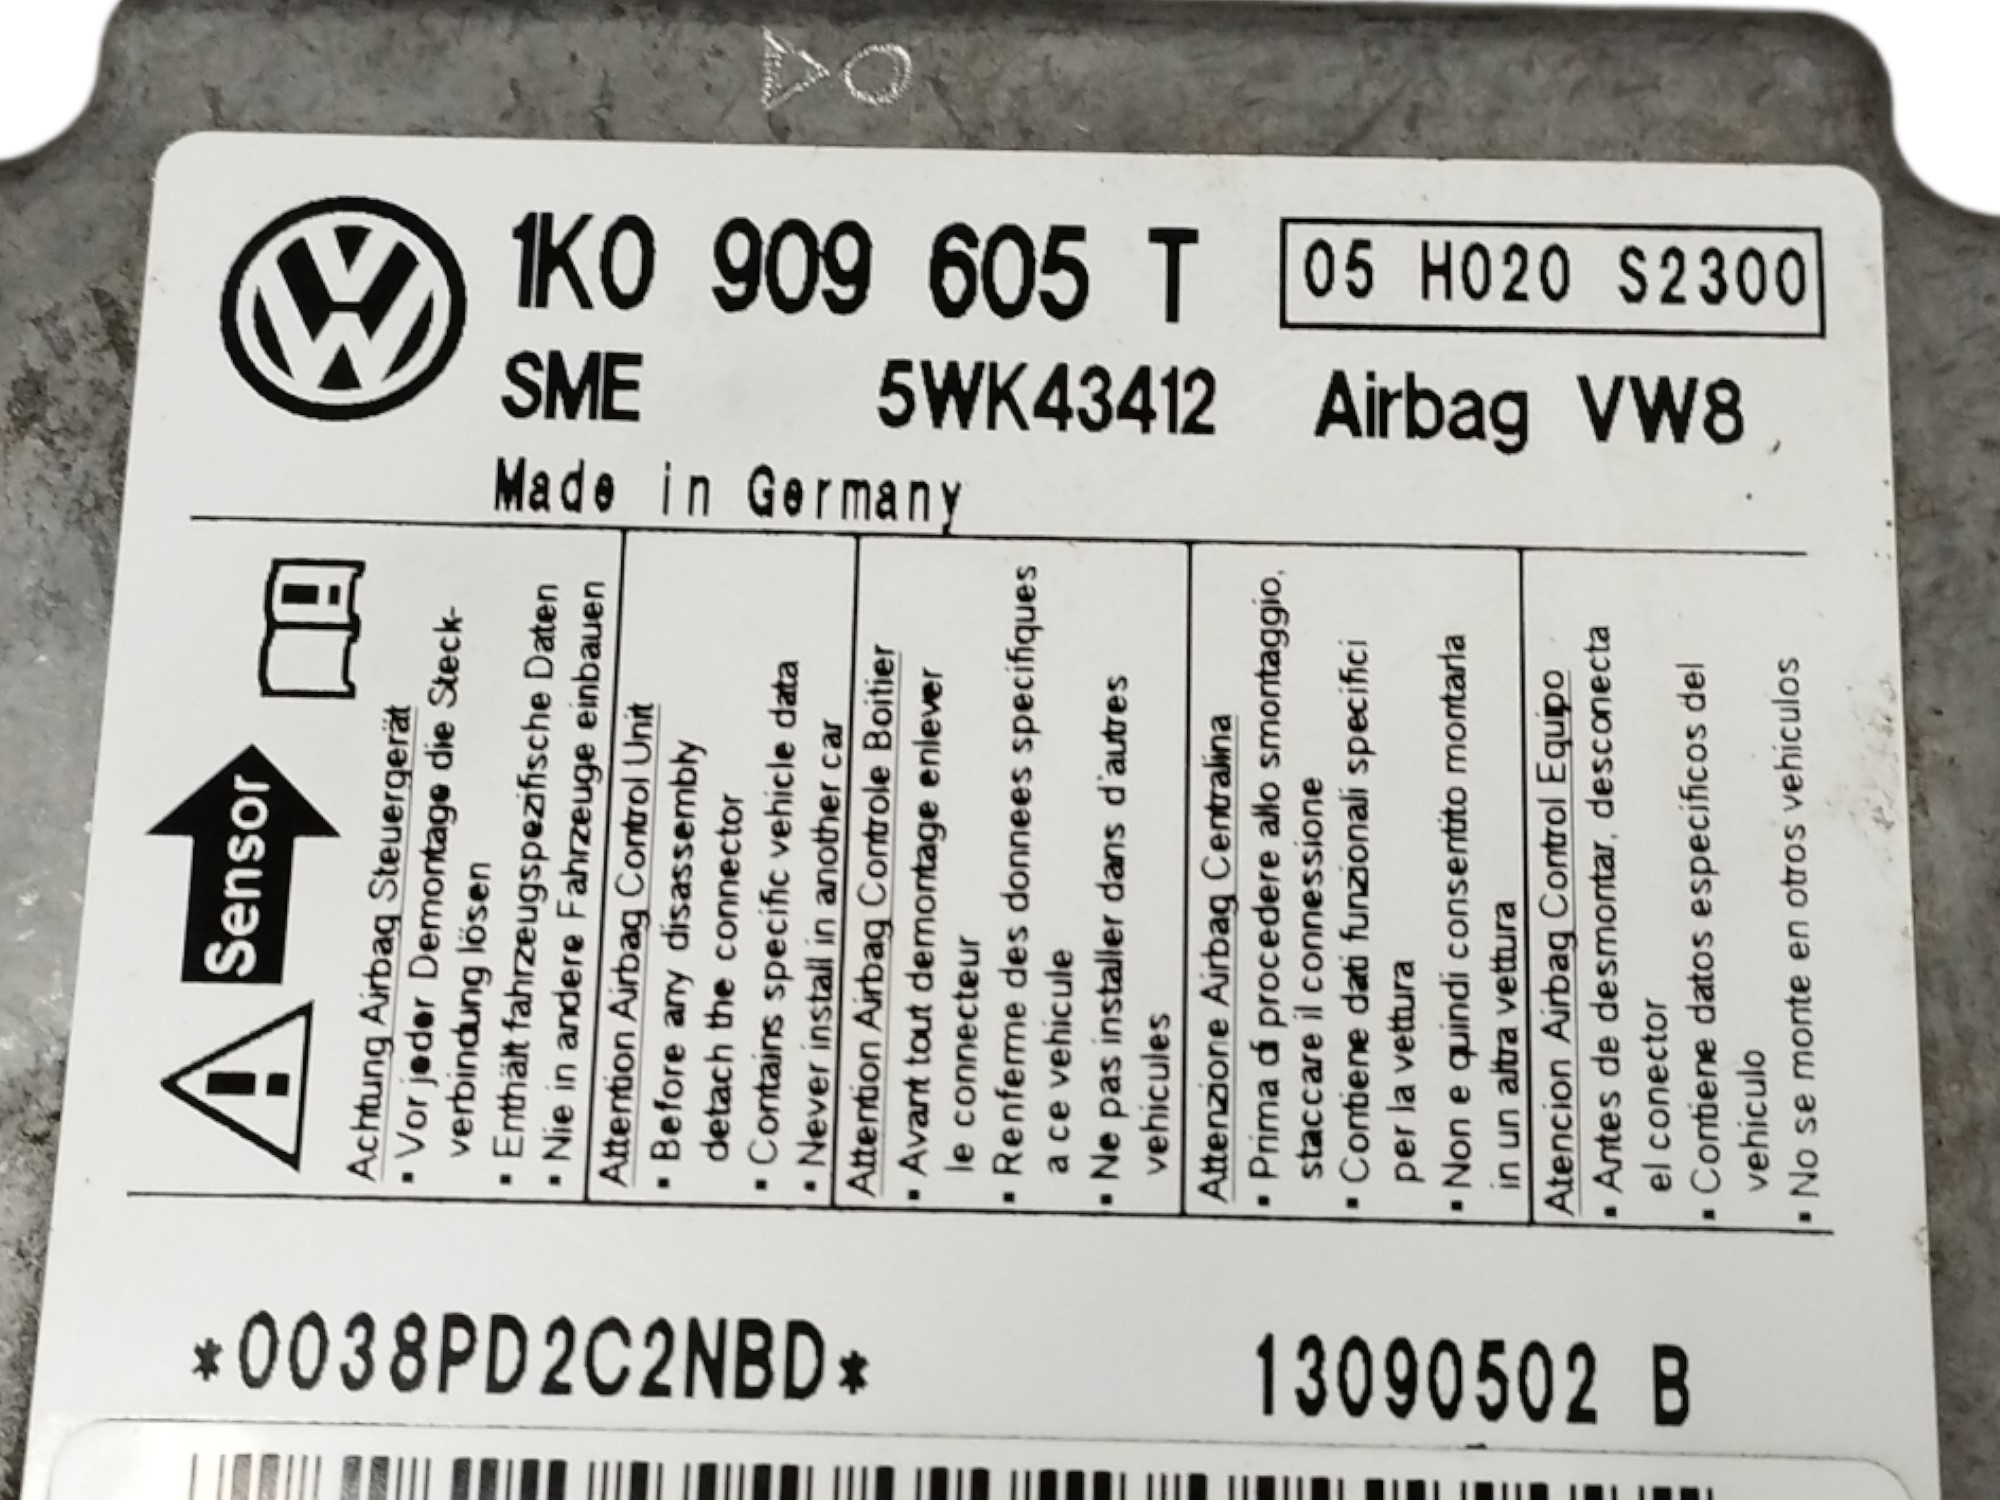 1K0 909 605 T
05 H020 S2300
SME 5WK43412 Airbag VW8
Made in Germany
Sensor
Achtung Airbag Steuergerät
• Vor jeder Demontage die Steck-
verbindung lösen
• Enthält fahrzeugspezifische Daten
• Nie in andere Fahrzeuge einbauen
Attention Airbag Control Unit
• Before any disassembly
detach the connector
• Contains specific vehicle data
• Never install in another car
Attention Airbag Controle Boitier
• Avant tout demontage enlever
le connecteur
• Renferme des donnees specifiques
a ce vehicule
• Ne pas installer dans d'autres
vehicules
Attenzione Airbag Centralina
• Prima di procedere allo smontaggio,
staccare il connessione
• Contiene dati funzionali specifici
per la vettura
• Non e quindi consentito montarla
in un altra vettura
Atencion Airbag Control Equipo
• Antes de desmontar, desconecta
el conector
• Contiene datos especificos del
vehiculo
• No se monte en otros vehiculos
*0038PD2C2NBD*
13090502 B